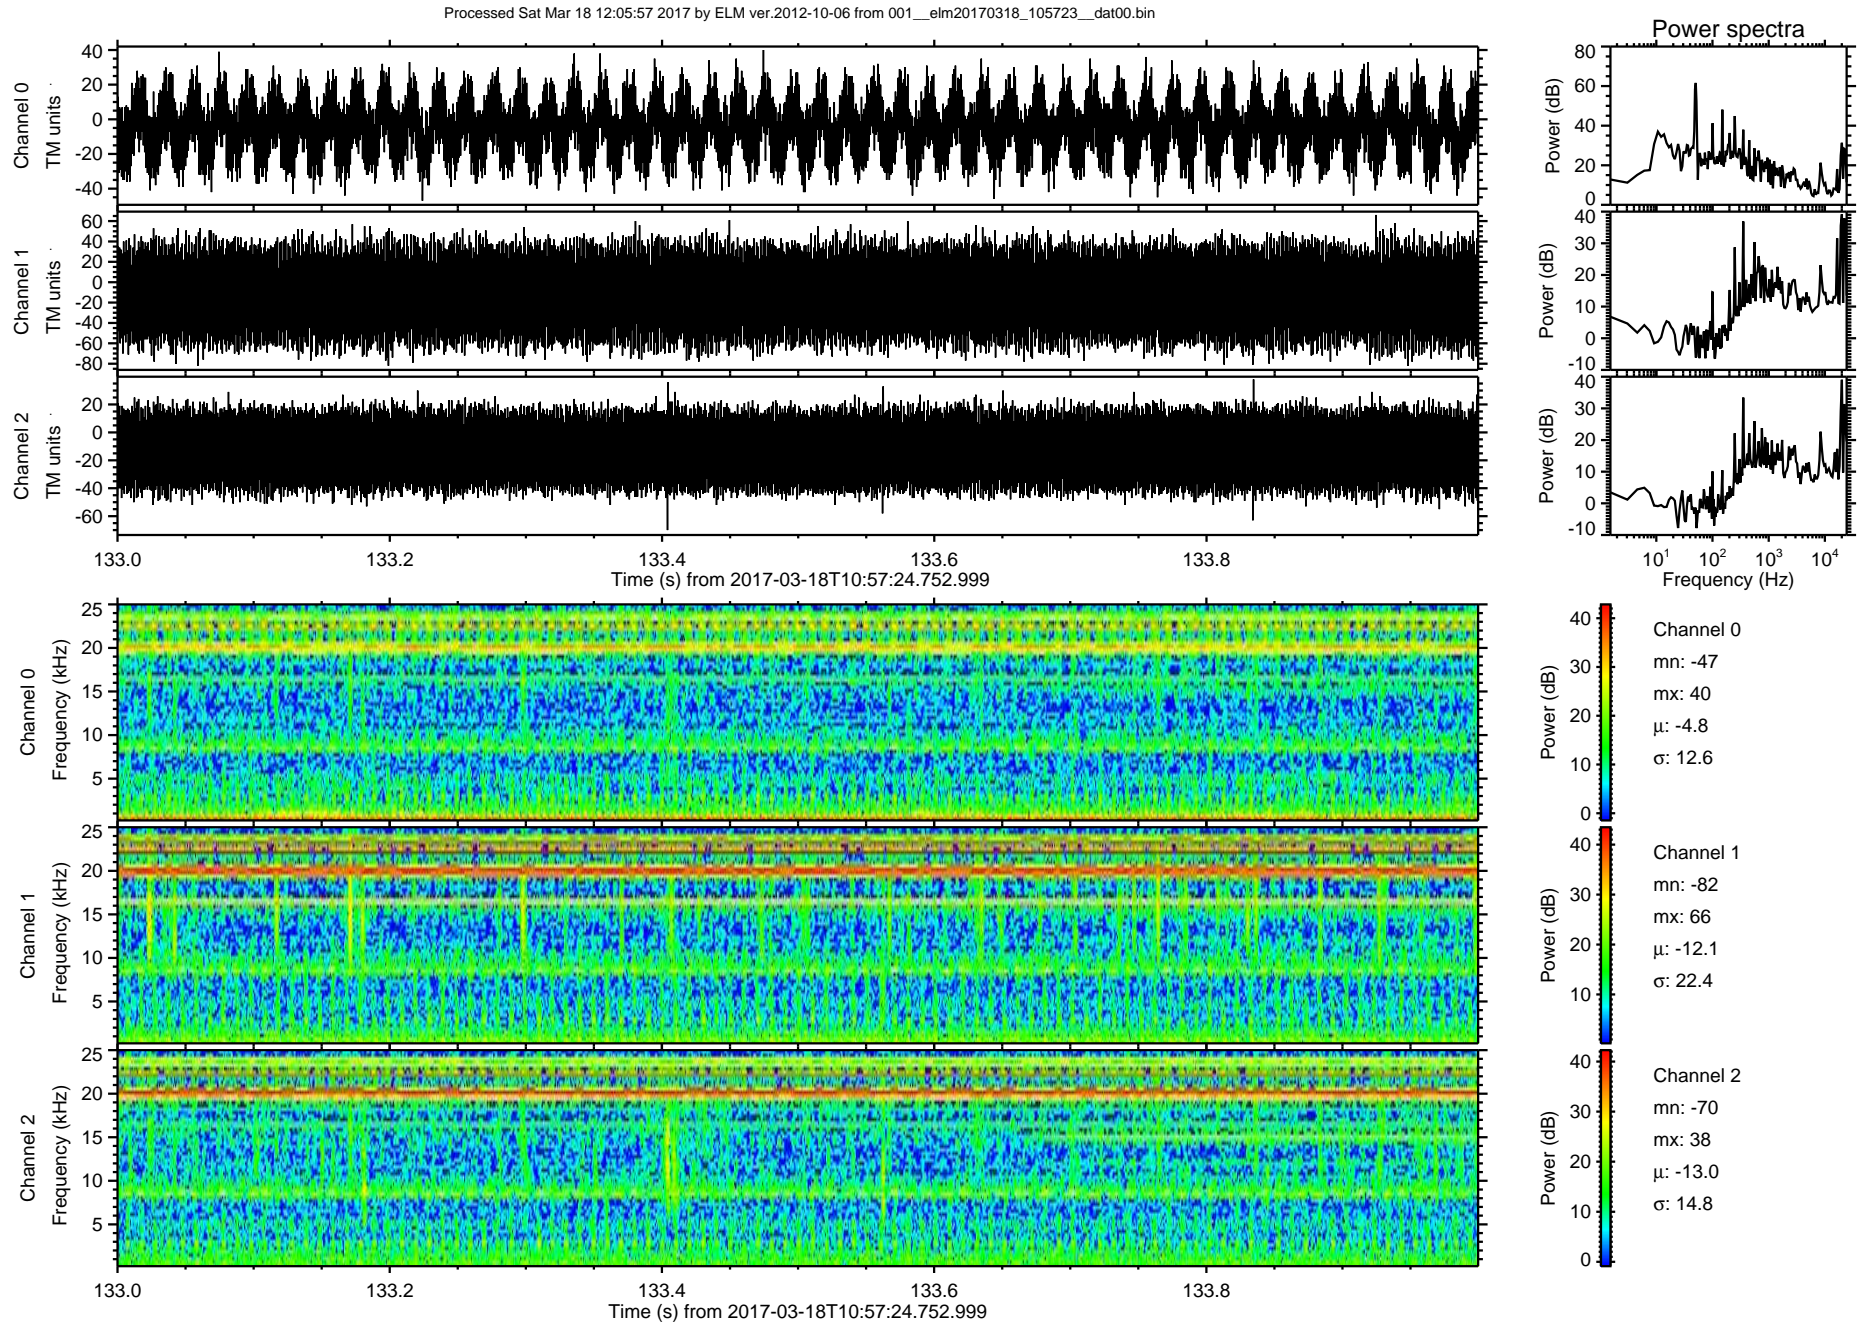 Processed Sat Mar 18 12:05:57 2017 by ELM ver.2012-10-06 from 001__elm20170318_105723__dat00.bin
Power spectra
Channel 0
TM units
40
20
0
-20
-40
Power (dB)
80
60
40
20
0
Channel 1
TM units
60
40
20
0
-20
-40
-60
-80
Power (dB)
40
30
20
10
0
-10
Channel 2
TM units
20
0
-20
-40
-60
Power (dB)
40
30
20
10
0
-10
133.0 133.2 133.4 133.6 133.8
Time (s) from 2017-03-18T10:57:24.752.999
10¹ 10² 10³ 10⁴
Frequency (Hz)
Channel 0
Frequency (kHz)
25
20
15
10
5
Power (dB)
40
30
20
10
0
Channel 0
mn: -47
mx: 40
μ: -4.8
σ: 12.6
Channel 1
Frequency (kHz)
25
20
15
10
5
Power (dB)
40
30
20
10
Channel 1
mn: -82
mx: 66
μ: -12.1
σ: 22.4
Channel 2
Frequency (kHz)
25
20
15
10
5
Power (dB)
40
30
20
10
0
Channel 2
mn: -70
mx: 38
μ: -13.0
σ: 14.8
133.0 133.2 133.4 133.6 133.8
Time (s) from 2017-03-18T10:57:24.752.999